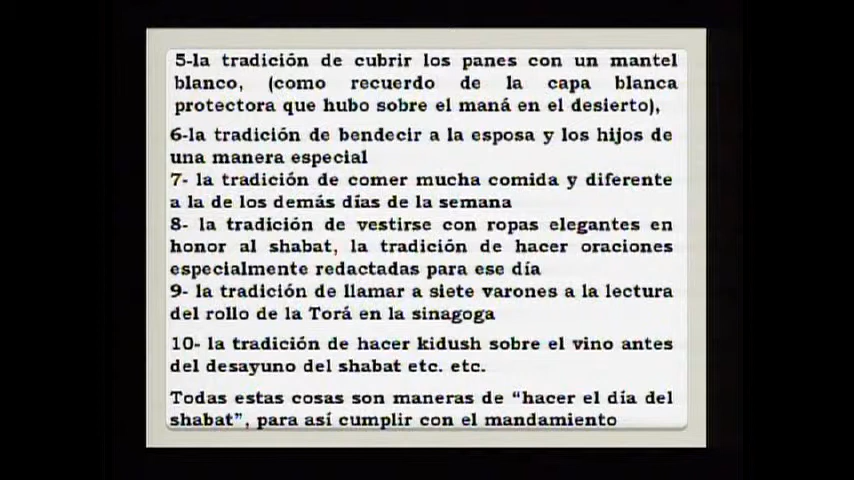 5-la tradición de cubrir los panes con un mantel
blanco, (como recuerdo de la capa blanca
protectora que hubo sobre el maná en el desierto),
6-la tradición de bendecir a la esposa y los hijos de
una manera especial
7- la tradición de comer mucha comida y diferente
a la de los demás días de la semana
8- la tradición de vestirse con ropas elegantes en
honor al shabat, la tradición de hacer oraciones
especialmente redactadas para ese día
9- la tradición de llamar a siete varones a la lectura
del rollo de la Torá en la sinagoga
10- la tradición de hacer kidush sobre el vino antes
del desayuno del shabat etc. etc.
Todas estas cosas son maneras de “hacer el día del
shabat”, para así cumplir con el mandamiento